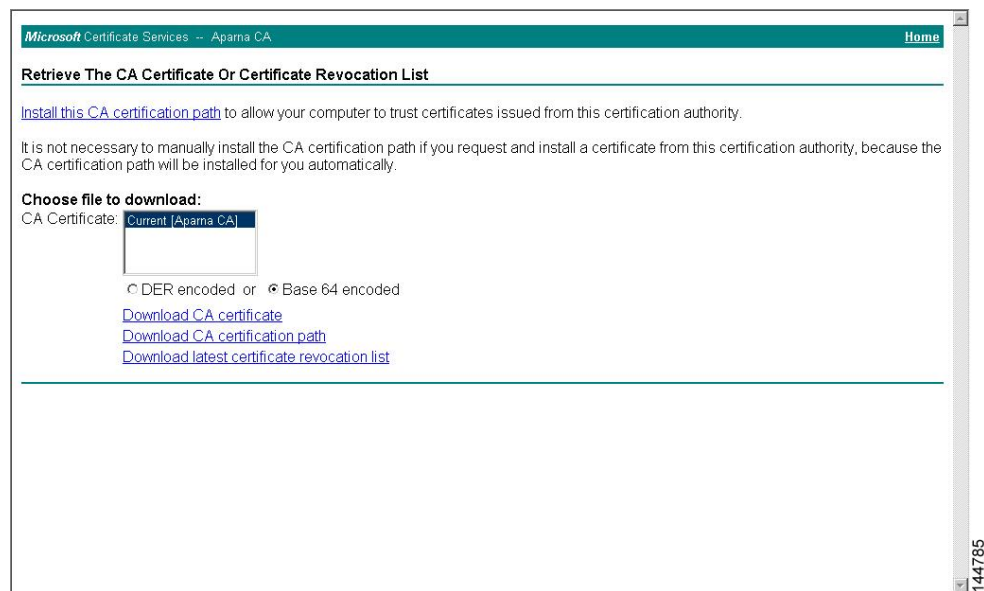 Microsoft Certificate Services -- Aparna CA Home
Retrieve The CA Certificate Or Certificate Revocation List
Install this CA certification path to allow your computer to trust certificates issued from this certification authority.
It is not necessary to manually install the CA certification path if you request and install a certificate from this certification authority, because the
CA certification path will be installed for you automatically.
Choose file to download:
CA Certificate: Current [Aparna CA]
DER encoded or Base 64 encoded
Download CA certificate
Download CA certification path
Download latest certificate revocation list
144785